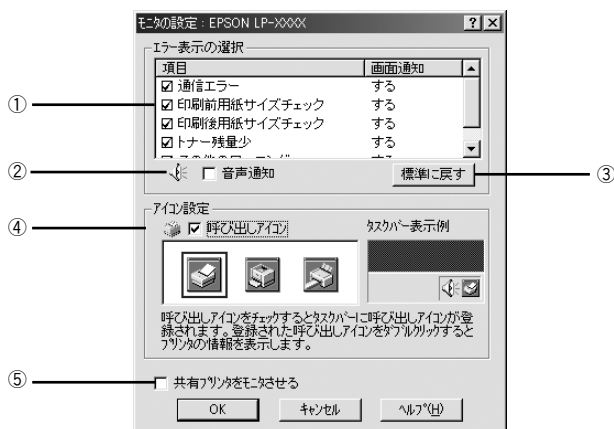 モニタの設定:EPSON LP-XXXX
エラー表示の選択
項目 画面通知
① 通信エラー する
印刷前用紙サイズチェック する
印刷後用紙サイズチェック する
トナー残量少 する
② 音声通知
標準に戻す ③
アイコン設定
④ 呼び出しアイコン
タスクバー表示例
呼び出しアイコンをチェックするとタスクバーに呼び出しアイコンが登
録されます。登録された呼び出しアイコンをダブルクリックすると
プリンタの情報を表示します。
⑤ 共有プリンタをモニタさせる
OK キャンセル ヘルプ(H)